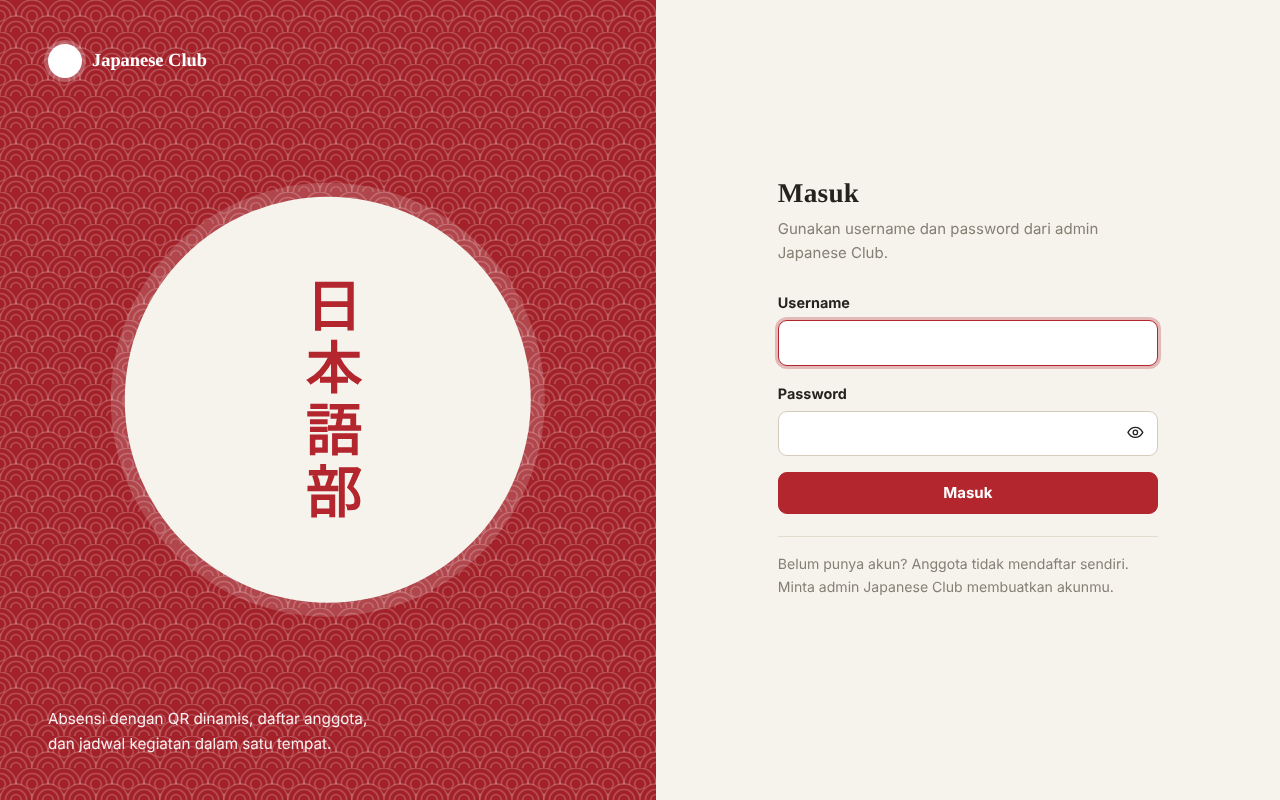 Japanese Club
日本語部
Absensi dengan QR dinamis, daftar anggota,
dan jadwal kegiatan dalam satu tempat.
Masuk
Gunakan username dan password dari admin
Japanese Club.
Username
Password
Masuk
Belum punya akun? Anggota tidak mendaftar sendiri.
Minta admin Japanese Club membuatkan akunmu.